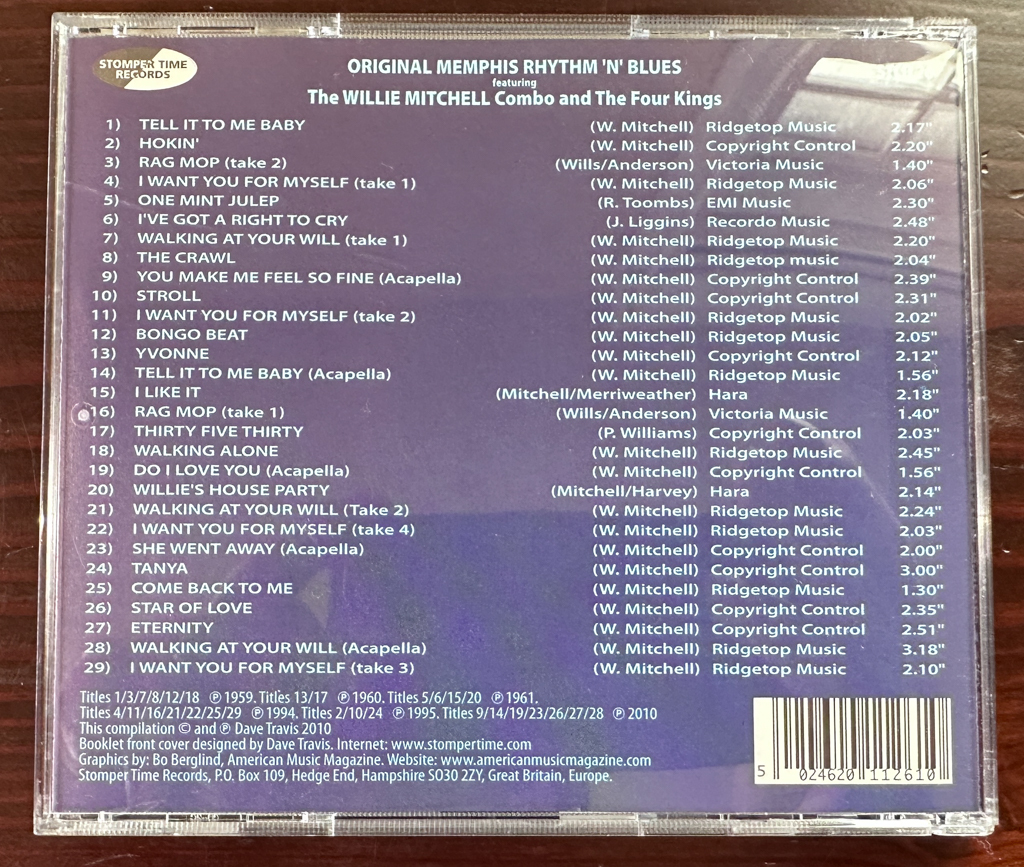 STOMPER TIME
RECORDS
ORIGINAL MEMPHIS RHYTHM 'N' BLUES
featuring
The WILLIE MITCHELL Combo and The Four Kings
1) TELL IT TO ME BABY (W. Mitchell) Ridgetop Music 2.17"
2) HOKIN' (W. Mitchell) Copyright Control 2.20"
3) RAG MOP (take 2) (Wills/Anderson) Victoria Music 1.40"
4) I WANT YOU FOR MYSELF (take 1) (W. Mitchell) Ridgetop Music 2.06"
5) ONE MINT JULEP (R. Toombs) EMI Music 2.30"
6) I'VE GOT A RIGHT TO CRY (J. Liggins) Recordo Music 2.48"
7) WALKING AT YOUR WILL (take 1) (W. Mitchell) Ridgetop Music 2.20"
8) THE CRAWL (W. Mitchell) Ridgetop music 2.04"
9) YOU MAKE ME FEEL SO FINE (Acapella) (W. Mitchell) Copyright Control 2.39"
10) STROLL (W. Mitchell) Copyright Control 2.31"
11) I WANT YOU FOR MYSELF (take 2) (W. Mitchell) Ridgetop Music 2.02"
12) BONGO BEAT (W. Mitchell) Ridgetop Music 2.05"
13) YVONNE (W. Mitchell) Copyright Control 2.12"
14) TELL IT TO ME BABY (Acapella) (W. Mitchell) Ridgetop Music 1.56"
15) I LIKE IT (Mitchell/Merriweather) Hara 2.18"
16) RAG MOP (take 1) (Wills/Anderson) Victoria Music 1.40"
17) THIRTY FIVE THIRTY (P. Williams) Copyright Control 2.03"
18) WALKING ALONE (W. Mitchell) Ridgetop Music 2.45"
19) DO I LOVE YOU (Acapella) (W. Mitchell) Copyright Control 1.56"
20) WILLIE'S HOUSE PARTY (Mitchell/Harvey) Hara 2.14"
21) WALKING AT YOUR WILL (Take 2) (W. Mitchell) Ridgetop Music 2.24"
22) I WANT YOU FOR MYSELF (take 4) (W. Mitchell) Ridgetop Music 2.03"
23) SHE WENT AWAY (Acapella) (W. Mitchell) Copyright Control 2.00"
24) TANYA (W. Mitchell) Copyright Control 3.00"
25) COME BACK TO ME (W. Mitchell) Ridgetop Music 1.30"
26) STAR OF LOVE (W. Mitchell) Copyright Control 2.35"
27) ETERNITY (W. Mitchell) Copyright Control 2.51"
28) WALKING AT YOUR WILL (Acapella) (W. Mitchell) Ridgetop Music 3.18"
29) I WANT YOU FOR MYSELF (take 3) (W. Mitchell) Ridgetop Music 2.10"
Titles 1/3/7/8/12/18 ℗ 1959. Titles 13/17 ℗ 1960. Titles 5/6/15/20 ℗ 1961.
Titles 4/11/16/21/22/25/29 ℗ 1994. Titles 2/10/24 ℗ 1995. Titles 9/14/19/23/26/27/28 ℗ 2010
This compilation © and ℗ Dave Travis 2010
Booklet front cover designed by Dave Travis. Internet: www.stompertime.com
Graphics by: Bo Berglind, American Music Magazine. Website: www.americanmusicmagazine.com
Stomper Time Records, P.O. Box 109, Hedge End, Hampshire SO30 2ZY, Great Britain, Europe.
5 024620 112610